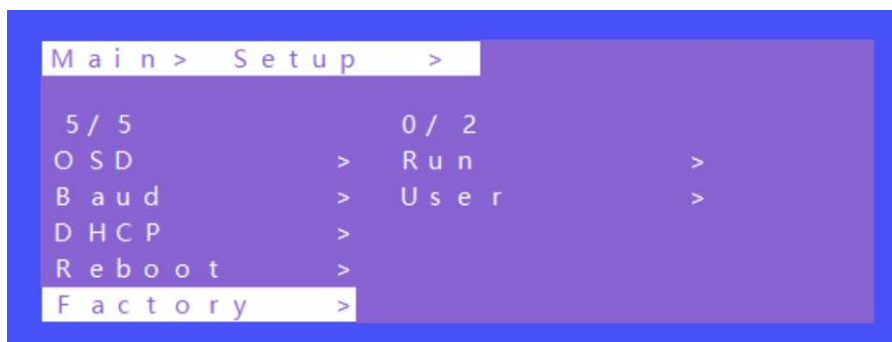 Main> Setup >
5/5 0/2
OSD > Run >
Baud > User >
DHCP >
Reboot >
Factory >